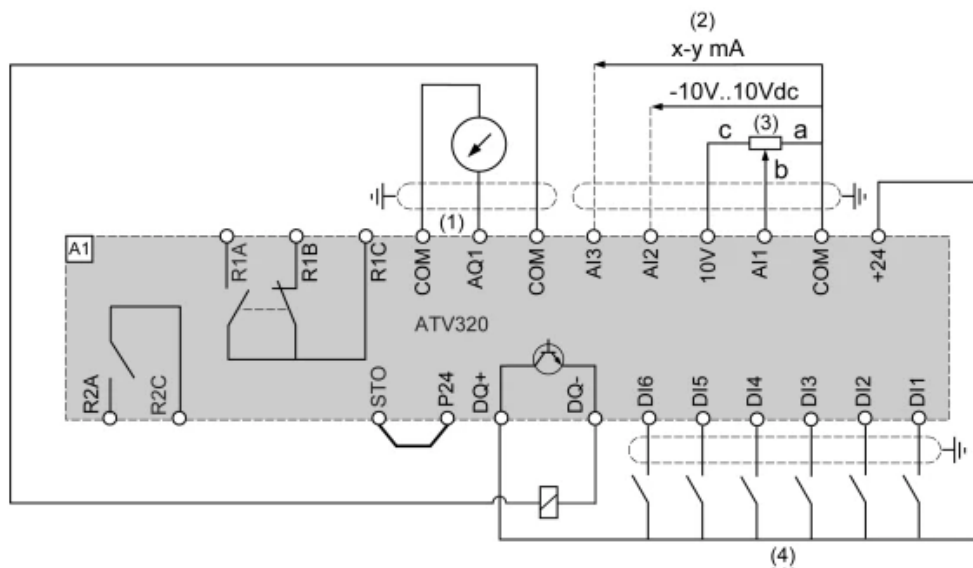 (2)
x-y mA
-10V..10Vdc
c (3) a
b
(1)
A1
R1A R1B R1C COM AQ1 COM AI3 AI2 10V AI1 COM +24
ATV320
R2A R2C STO P24 DQ+ DQ- DI6 DI5 DI4 DI3 DI2 DI1
(4)